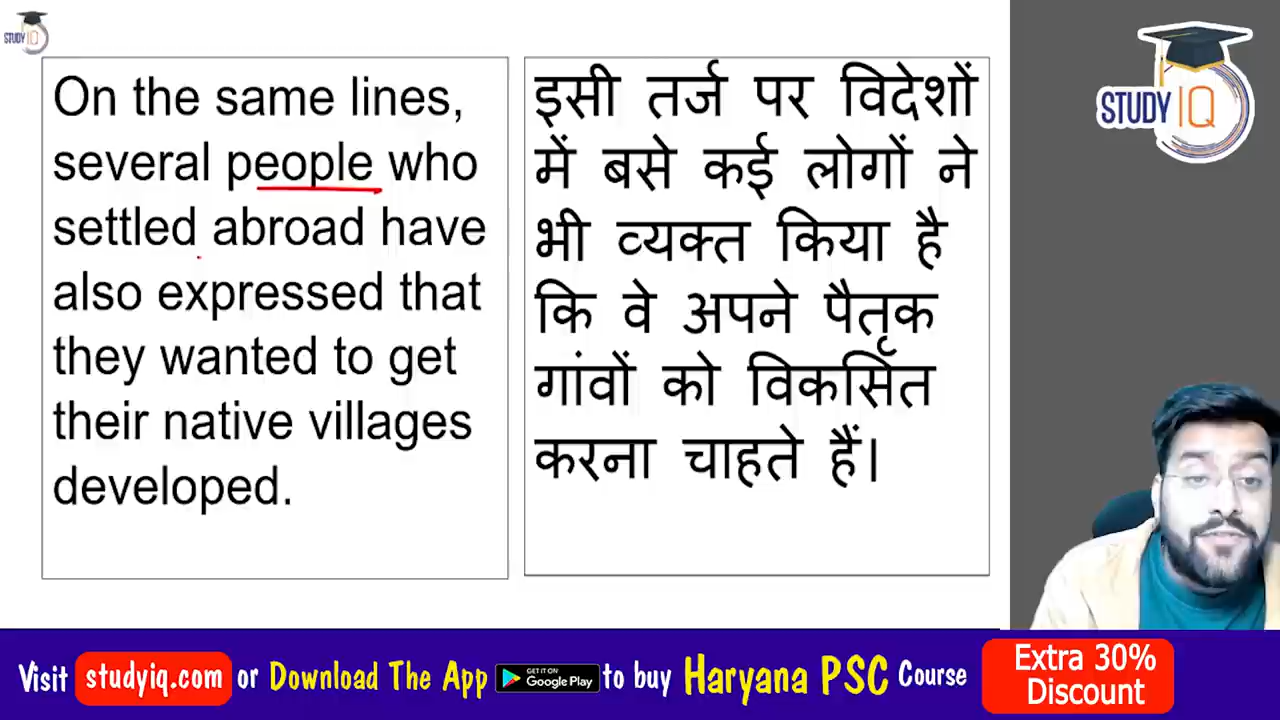 STUDY IQ
On the same lines,
several people who
settled abroad have
also expressed that
they wanted to get
their native villages
developed.
इसी तर्ज पर विदेशों
में बसे कई लोगों ने
भी व्यक्त किया है
कि वे अपने पैतृक
गांवों को विकसित
करना चाहते हैं।
STUDY IQ
Visit studyiq.com or Download The App GET IT ON Google Play to buy Haryana PSC Course
Extra 30%
Discount